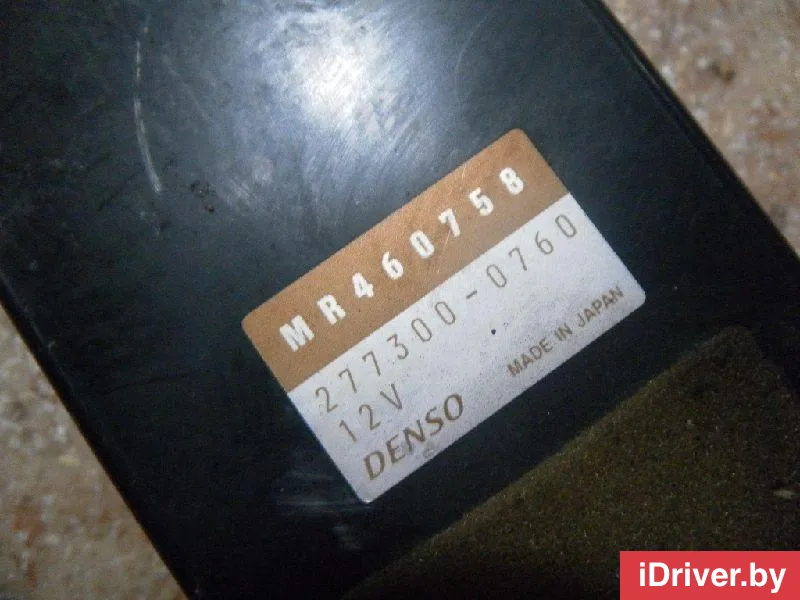 MR460758
277300-0760
12V
DENSO
MADE IN JAPAN
iDriver.by